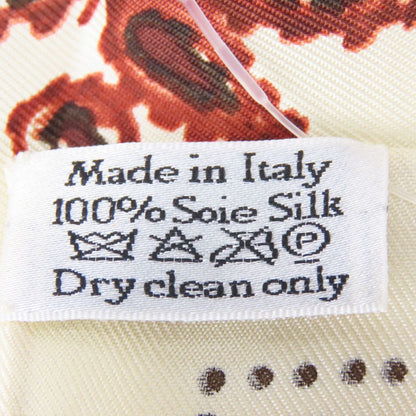 Made in Italy
100% Soie Silk
P
Dry clean only